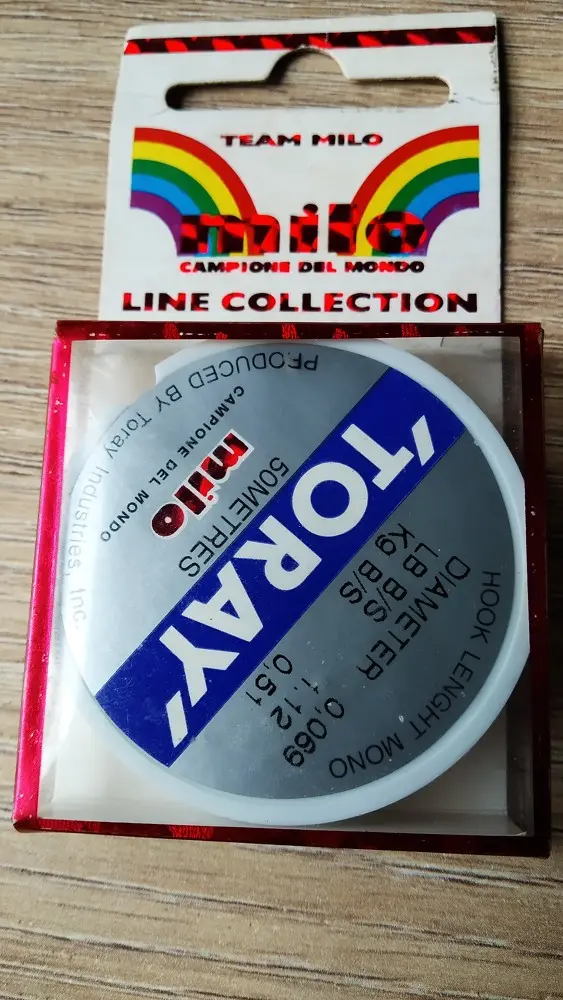 TEAM MILO
milo
CAMPIONE DEL MONDO
LINE COLLECTION
PRODUCED BY Toray Industries, Inc.
CAMPIONE DEL MONDO
milo
50METRES
'TORAY'
Kg B/S 0,51
LB B/S 1.12
DIAMETER 0.069
HOOK LENGHT MONO